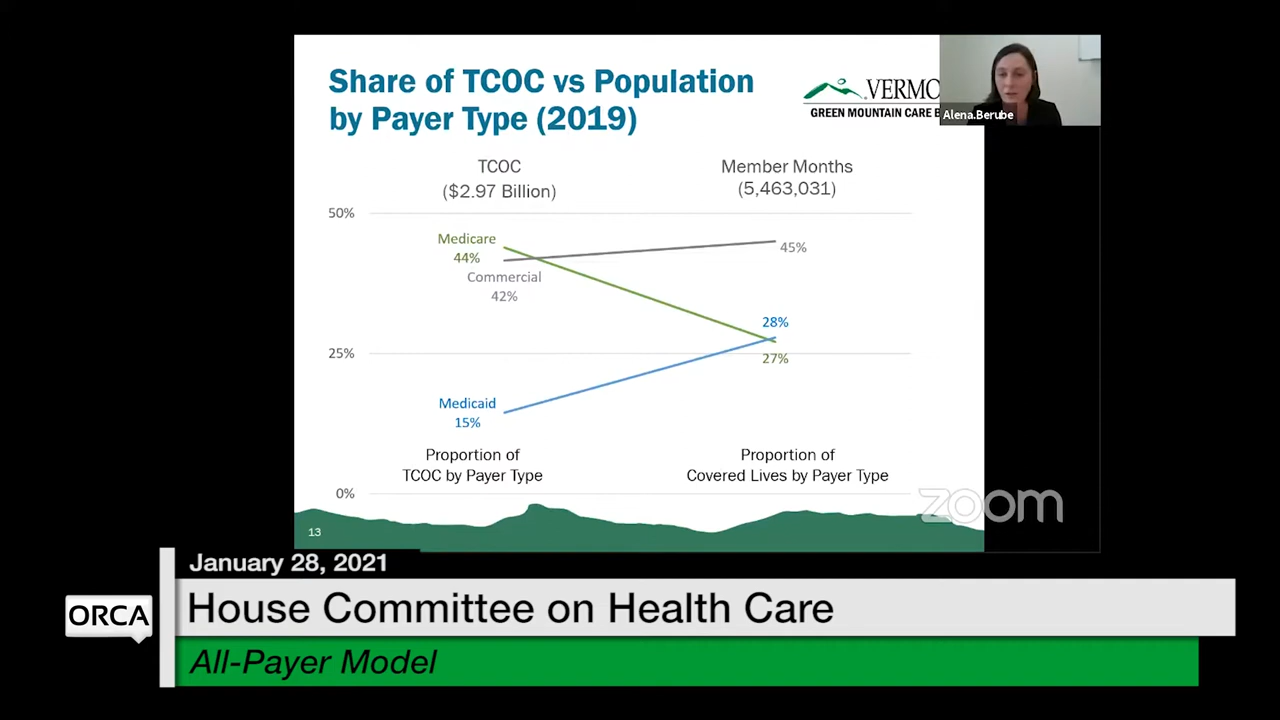 Share of TCOC vs Population
by Payer Type (2019)
VERMO
GREEN MOUNTAIN CARE B
Alena.Berube
TCOC
($2.97 Billion)
Member Months
(5,463,031)
50%
Medicare
44%
Commercial
42%
45%
28%
25%
27%
Medicaid
15%
Proportion of
TCOC by Payer Type
Proportion of
Covered Lives by Payer Type
0%
zoom
13
January 28, 2021
ORCA
House Committee on Health Care
All-Payer Model